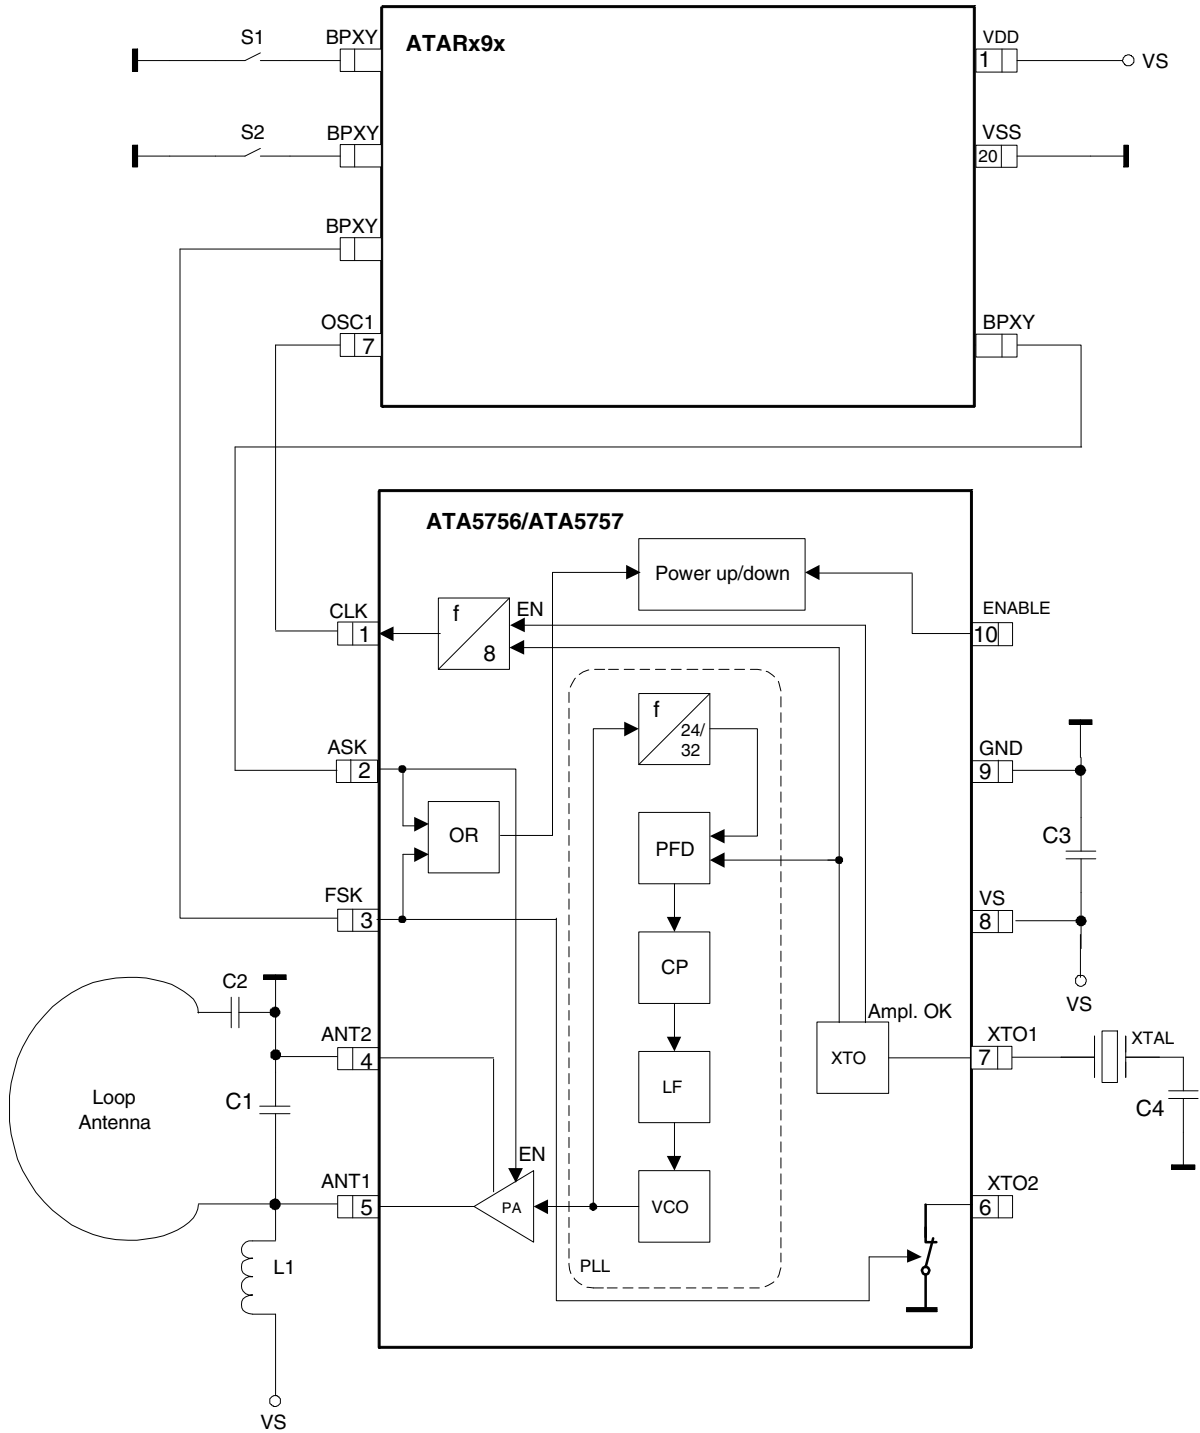 S1
BPXY
ATARx9x
VDD
1
VS
S2
BPXY
VSS
20
BPXY
OSC1
7
BPXY
ATA5756/ATA5757
Power up/down
CLK
1
f
8
EN
ENABLE
10
f
24/
32
ASK
2
GND
9
OR
PFD
C3
FSK
3
VS
8
CP
C2
VS
Ampl. OK
ANT2
4
XTO
XTO1
7
XTAL
Loop
Antenna
C1
LF
C4
ANT1
5
EN
PA
VCO
XTO2
6
L1
PLL
VS